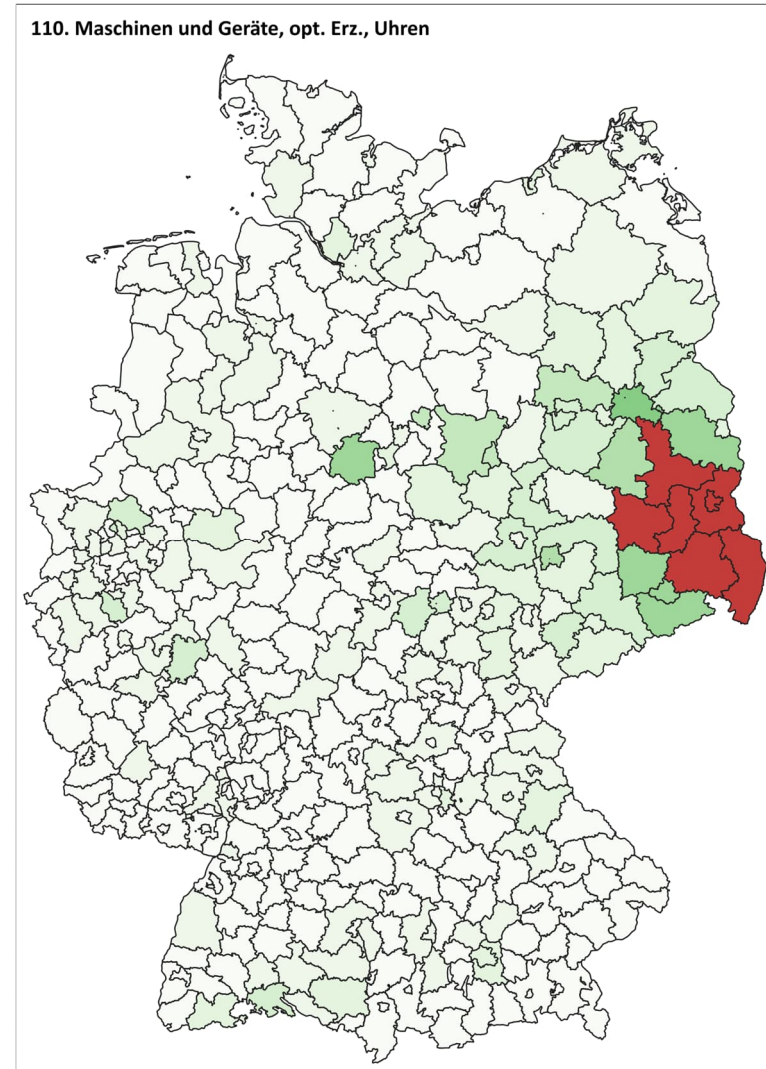 110. Maschinen und Geräte, opt. Erz., Uhren